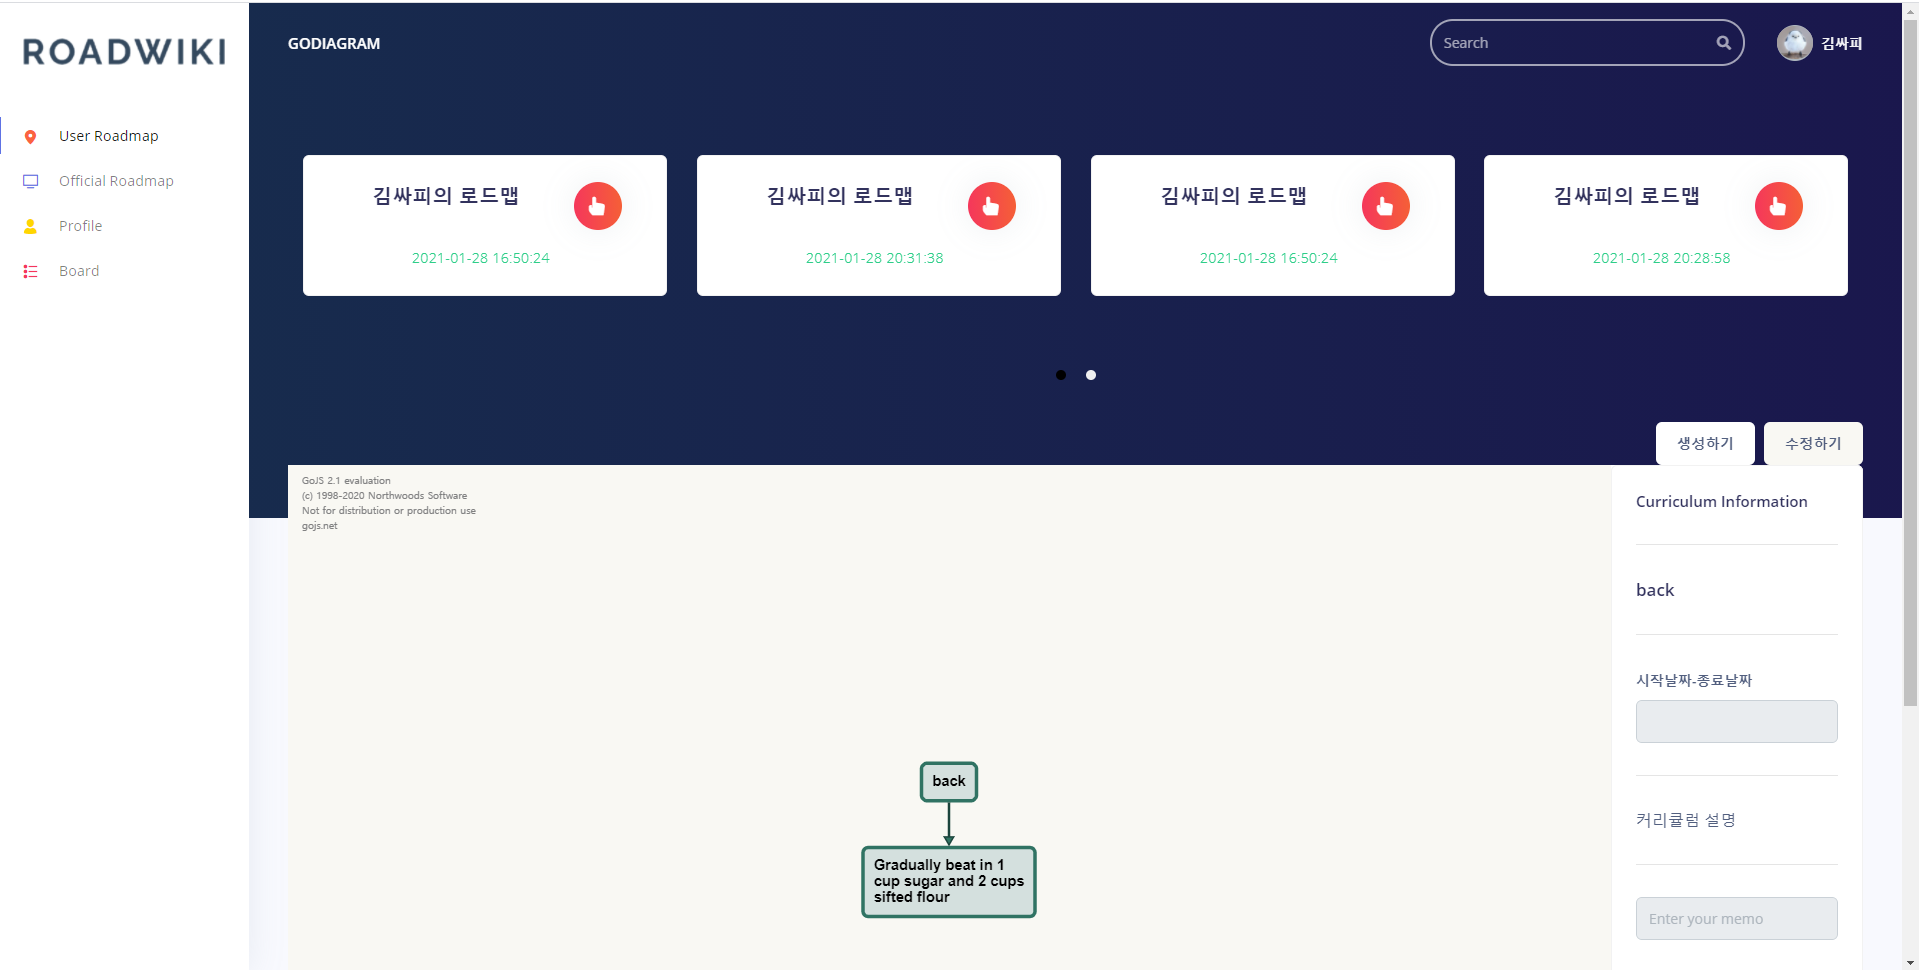 ROADWIKI
User Roadmap
Official Roadmap
Profile
Board
GODIAGRAM
Search
김싸피
김싸피의 로드맵
2021-01-28 16:50:24
김싸피의 로드맵
2021-01-28 20:31:38
김싸피의 로드맵
2021-01-28 16:50:24
김싸피의 로드맵
2021-01-28 20:28:58
생성하기
수정하기
GoJS 2.1 evaluation
(c) 1998-2020 Northwoods Software
Not for distribution or production use
gojs.net
back
Gradually beat in 1
cup sugar and 2 cups
sifted flour
Curriculum Information
back
시작날짜-종료날짜
커리큘럼 설명
Enter your memo